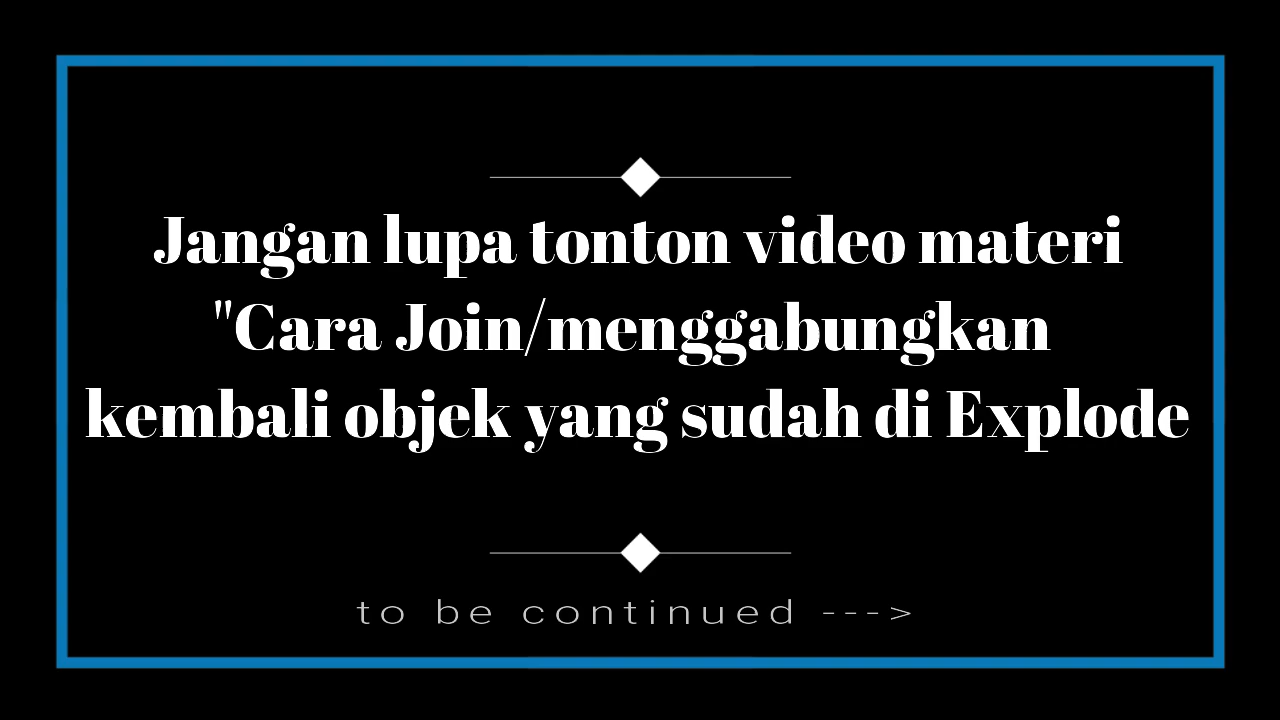 Jangan lupa tonton video materi
"Cara Join/menggabungkan
kembali objek yang sudah di Explode
to be continued --->